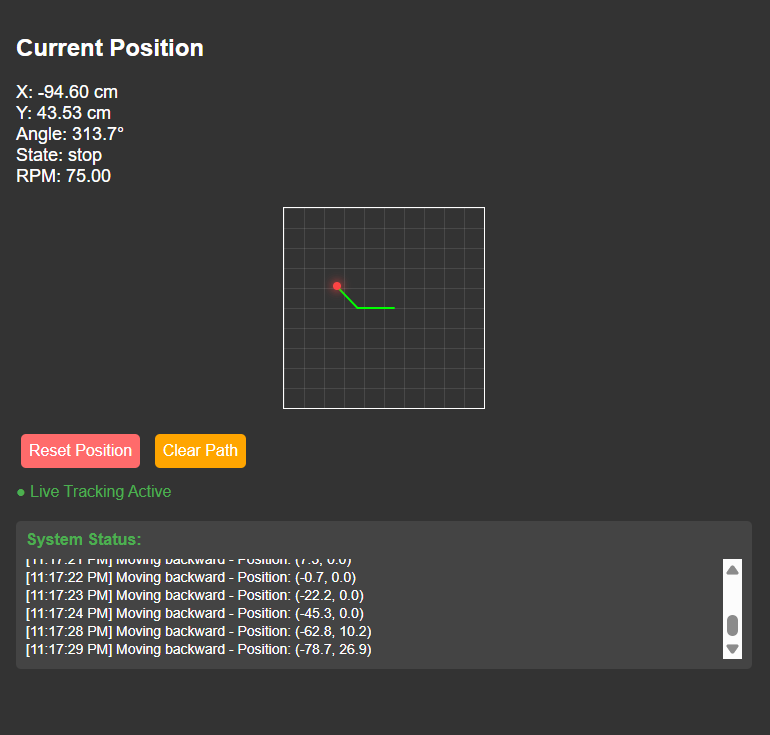 Current Position
X: -94.60 cm
Y: 43.53 cm
Angle: 313.7°
State: stop
RPM: 75.00
Reset Position Clear Path
● Live Tracking Active
System Status:
[11:17:21 PM] Moving backward - Position: (7.5, 0.0)
[11:17:22 PM] Moving backward - Position: (-0.7, 0.0)
[11:17:23 PM] Moving backward - Position: (-22.2, 0.0)
[11:17:24 PM] Moving backward - Position: (-45.3, 0.0)
[11:17:28 PM] Moving backward - Position: (-62.8, 10.2)
[11:17:29 PM] Moving backward - Position: (-78.7, 26.9)